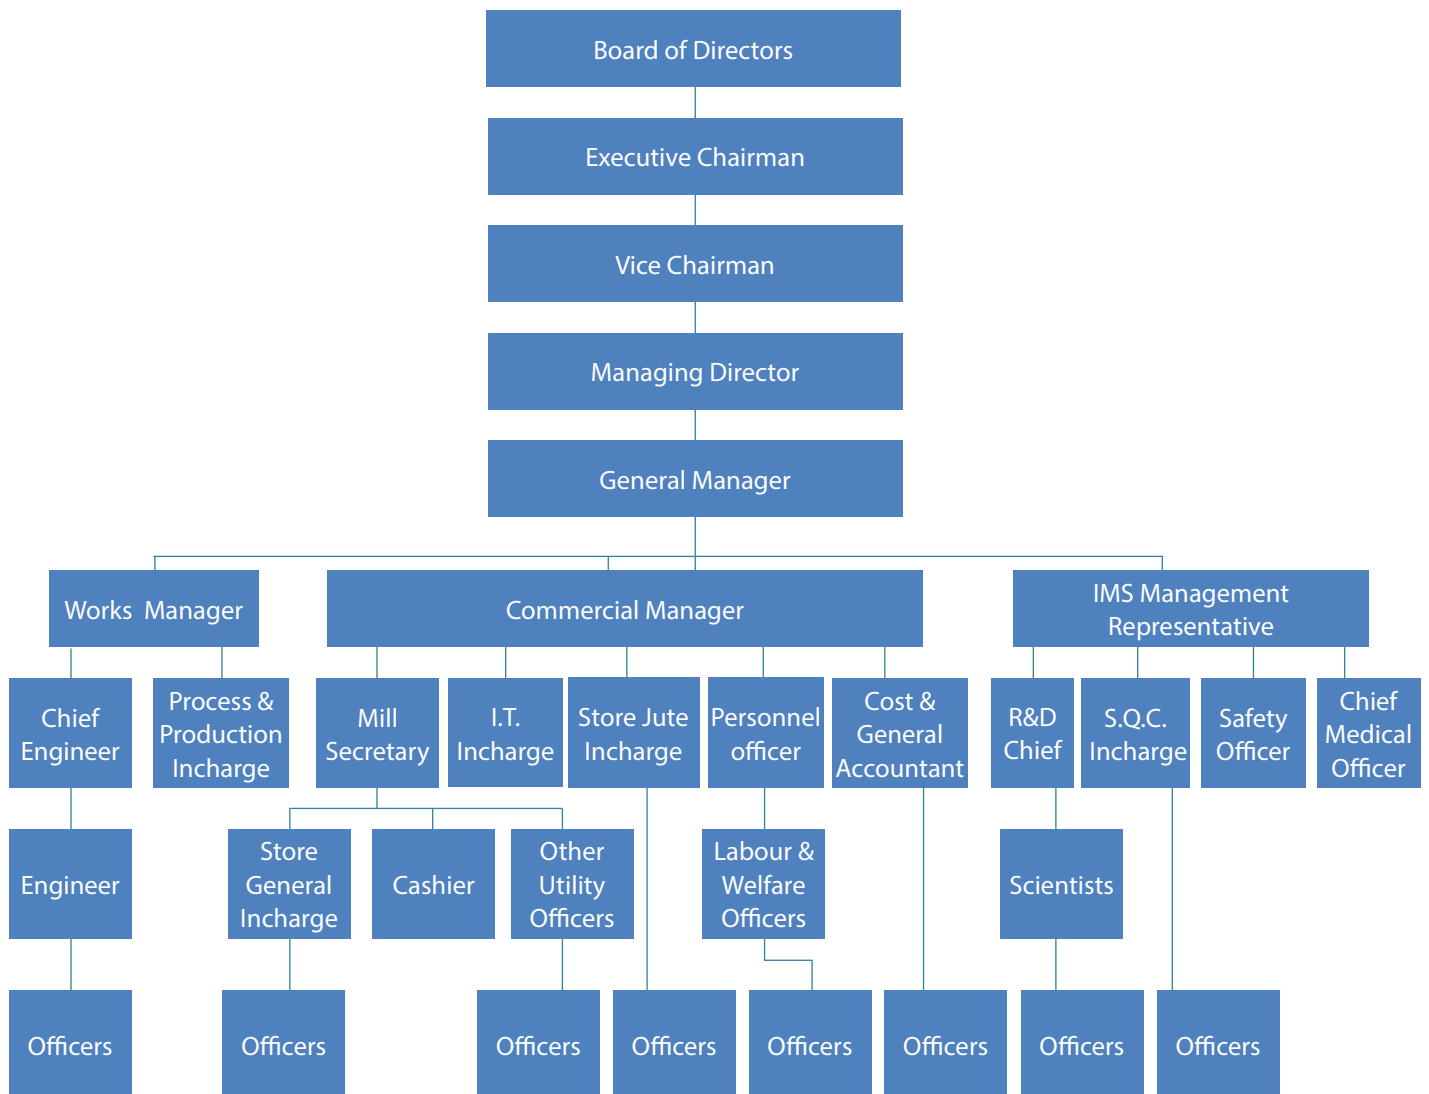 Board of Directors
Executive Chairman
Vice Chairman
Managing Director
General Manager
Works Manager
Commercial Manager
IMS Management
Representative
Chief
Engineer
Process &
Production
Incharge
Mill
Secretary
I.T.
Incharge
Store Jute
Incharge
Personnel
officer
Cost &
General
Accountant
R&D
Chief
S.Q.C.
Incharge
Safety
Officer
Chief
Medical
Officer
Engineer
Store
General
Incharge
Cashier
Other
Utility
Officers
Labour &
Welfare
Officers
Scientists
Officers
Officers
Officers
Officers
Officers
Officers
Officers
Officers